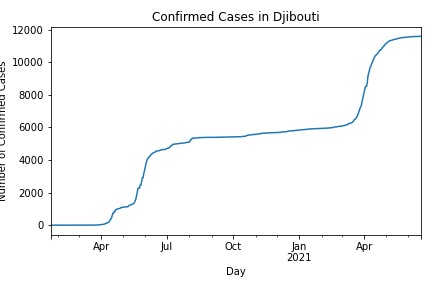 Confirmed Cases in Djibouti
Number of Confirmed Cases
12000
10000
8000
6000
4000
2000
0
Apr
Jul
Oct
Jan
2021
Apr
Day